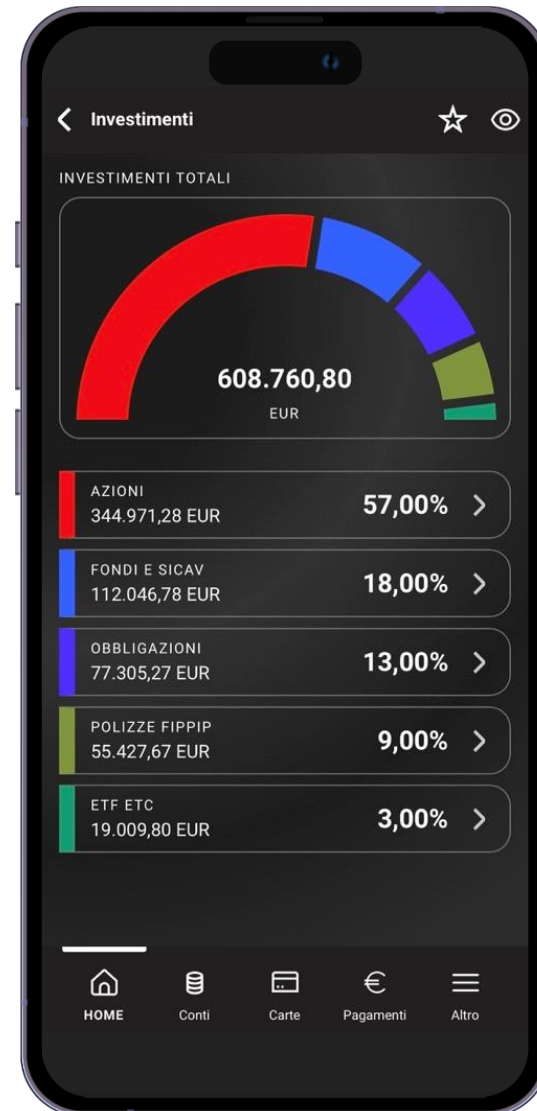 Investimenti
INVESTIMENTI TOTALI
608.760,80
EUR
AZIONI
344.971,28 EUR
57,00%
FONDI E SICAV
112.046,78 EUR
18,00%
OBBLIGAZIONI
77.305,27 EUR
13,00%
POLIZZE FIPPIP
55.427,67 EUR
9,00%
ETF ETC
19.009,80 EUR
3,00%
HOME
Conti
Carte
Pagamenti
Altro